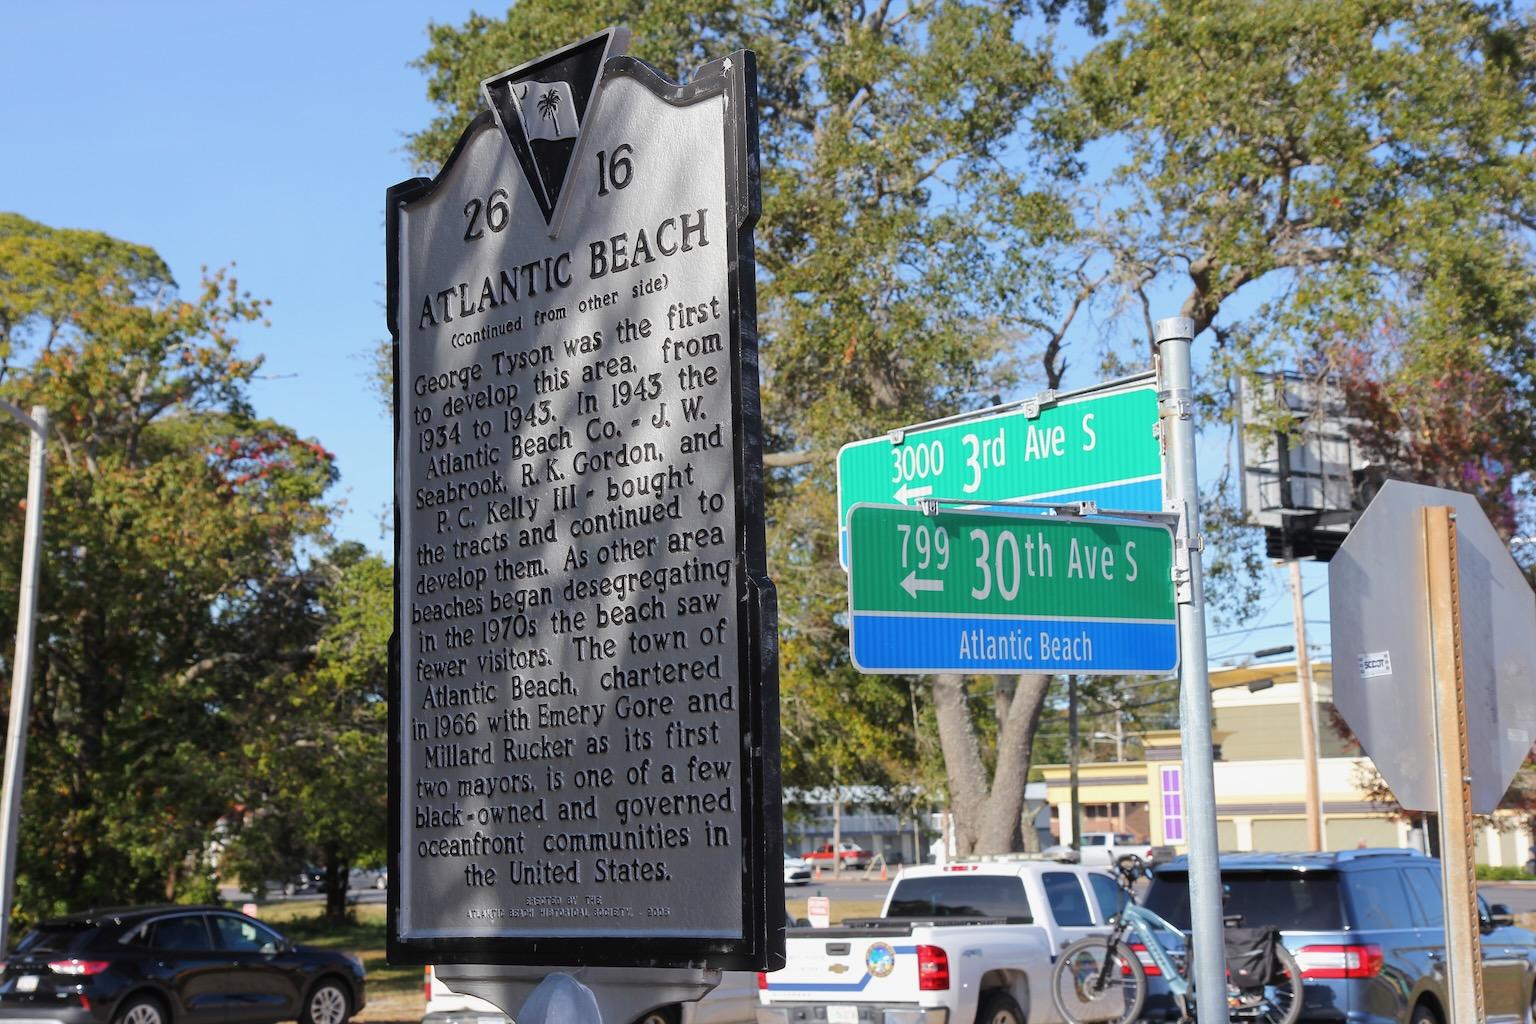 26 16
ATLANTIC BEACH
(Continued from other side)
George Tyson was the first
to develop this area, from
1934 to 1943. In 1943 the
Atlantic Beach Co. - J. W.
Seabrook, R. K. Gordon, and
P. C. Kelly III - bought
the tracts and continued to
develop them. As other area
beaches began desegregating
in the 1970s the beach saw
fewer visitors. The town of
Atlantic Beach, chartered
in 1966 with Emery Gore and
Millard Rucker as its first
two mayors, is one of a few
black-owned and governed
oceanfront communities in
the United States.
ERECTED BY THE
ATLANTIC BEACH HISTORICAL SOCIETY,
3000 3rd Ave S
799 30th Ave S
Atlantic Beach
SCDOT